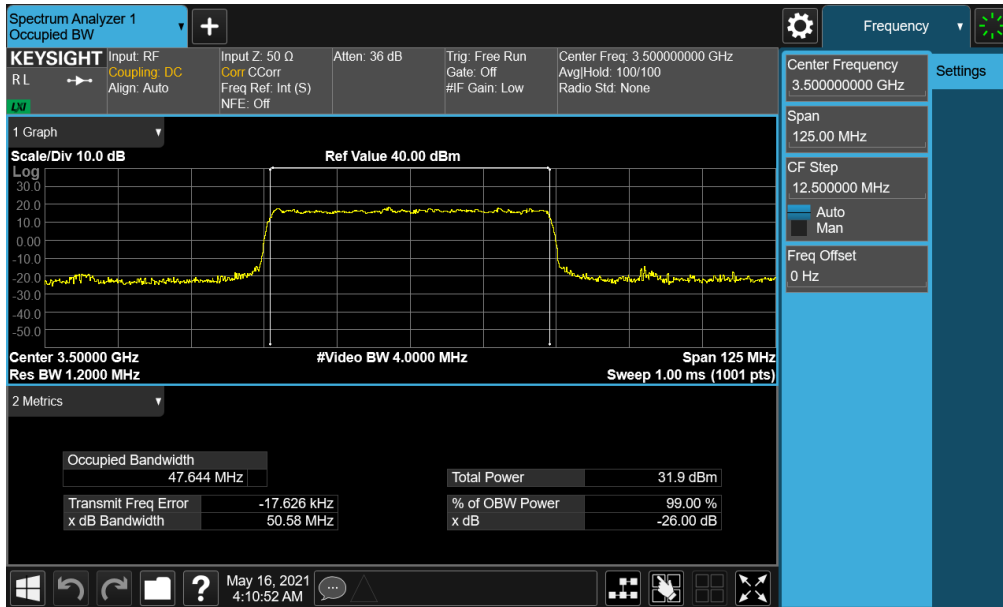 Spectrum Analyzer 1
Occupied BW
+
Frequency
KEYSIGHT Input: RF
R L Coupling: DC
Align: Auto
LXI
Input Z: 50 Ω
Corr CCorr
Freq Ref: Int (S)
NFE: Off
Atten: 36 dB
Trig: Free Run
Gate: Off
#IF Gain: Low
Center Freq: 3.500000000 GHz
Avg|Hold: 100/100
Radio Std: None
Center Frequency
3.500000000 GHz
Settings
Span
125.00 MHz
CF Step
12.500000 MHz
Auto
Man
Freq Offset
0 Hz
1 Graph
Scale/Div 10.0 dB
Ref Value 40.00 dBm
Log
30.0
20.0
10.0
0.00
-10.0
-20.0
-30.0
-40.0
-50.0
Center 3.50000 GHz
#Video BW 4.0000 MHz
Span 125 MHz
Res BW 1.2000 MHz
Sweep 1.00 ms (1001 pts)
2 Metrics
Occupied Bandwidth
47.644 MHz
Total Power 31.9 dBm
Transmit Freq Error -17.626 kHz
% of OBW Power 99.00 %
x dB Bandwidth 50.58 MHz
x dB -26.00 dB
?
May 16, 2021
4:10:52 AM